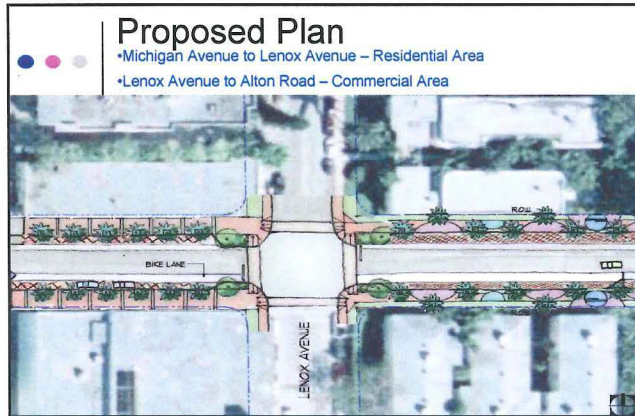 Proposed Plan
•Michigan Avenue to Lenox Avenue – Residential Area
•Lenox Avenue to Alton Road – Commercial Area
ROW
BIKE LANE
LENOX AVENUE